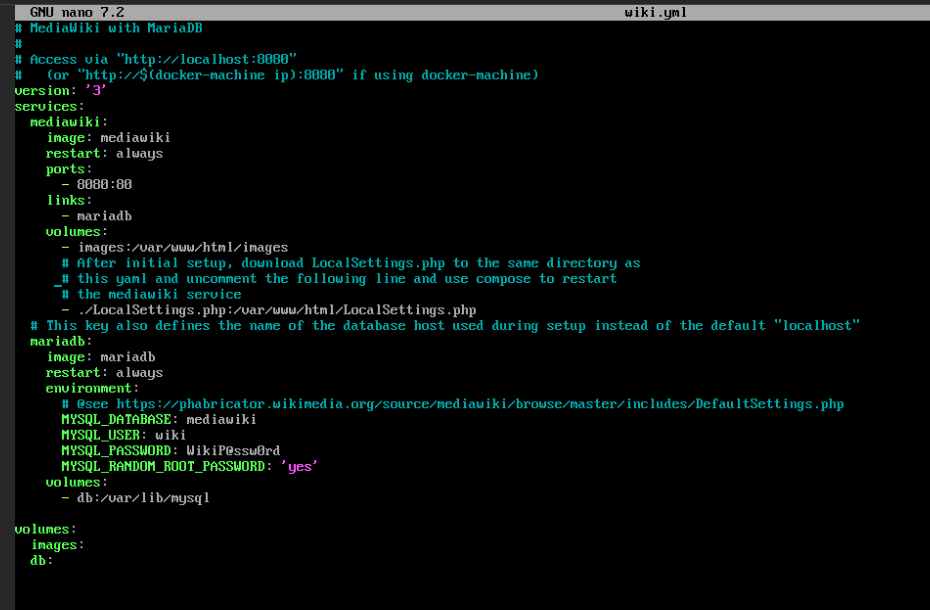 GNU nano 7.2 wiki.yml
# MediaWiki with MariaDB
#
# Access via "http://localhost:8080"
#   (or "http://$(docker-machine ip):8080" if using docker-machine)
version: '3'
services:
  mediawiki:
    image: mediawiki
    restart: always
    ports:
      - 8080:80
    links:
      - mariadb
    volumes:
      - images:/var/www/html/images
      # After initial setup, download LocalSettings.php to the same directory as
      # this yaml and uncomment the following line and use compose to restart
      # the mediawiki service
      - ./LocalSettings.php:/var/www/html/LocalSettings.php
  # This key also defines the name of the database host used during setup instead of the default "localhost"
  mariadb:
    image: mariadb
    restart: always
    environment:
      # @see https://phabricator.wikimedia.org/source/mediawiki/browse/master/includes/DefaultSettings.php
      MYSQL_DATABASE: mediawiki
      MYSQL_USER: wiki
      MYSQL_PASSWORD: WikiP@ssw0rd
      MYSQL_RANDOM_ROOT_PASSWORD: 'yes'
    volumes:
      - db:/var/lib/mysql
volumes:
  images:
  db: